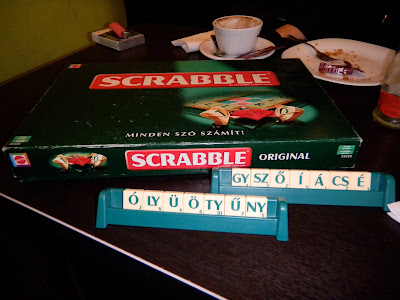 SCRABBLE
MINDEN SZÓ SZÁMÍT!
SCRABBLE ORIGINAL
GY SZ Ő Í Á CS É
Ó LY Ü Ö TY Ű NY